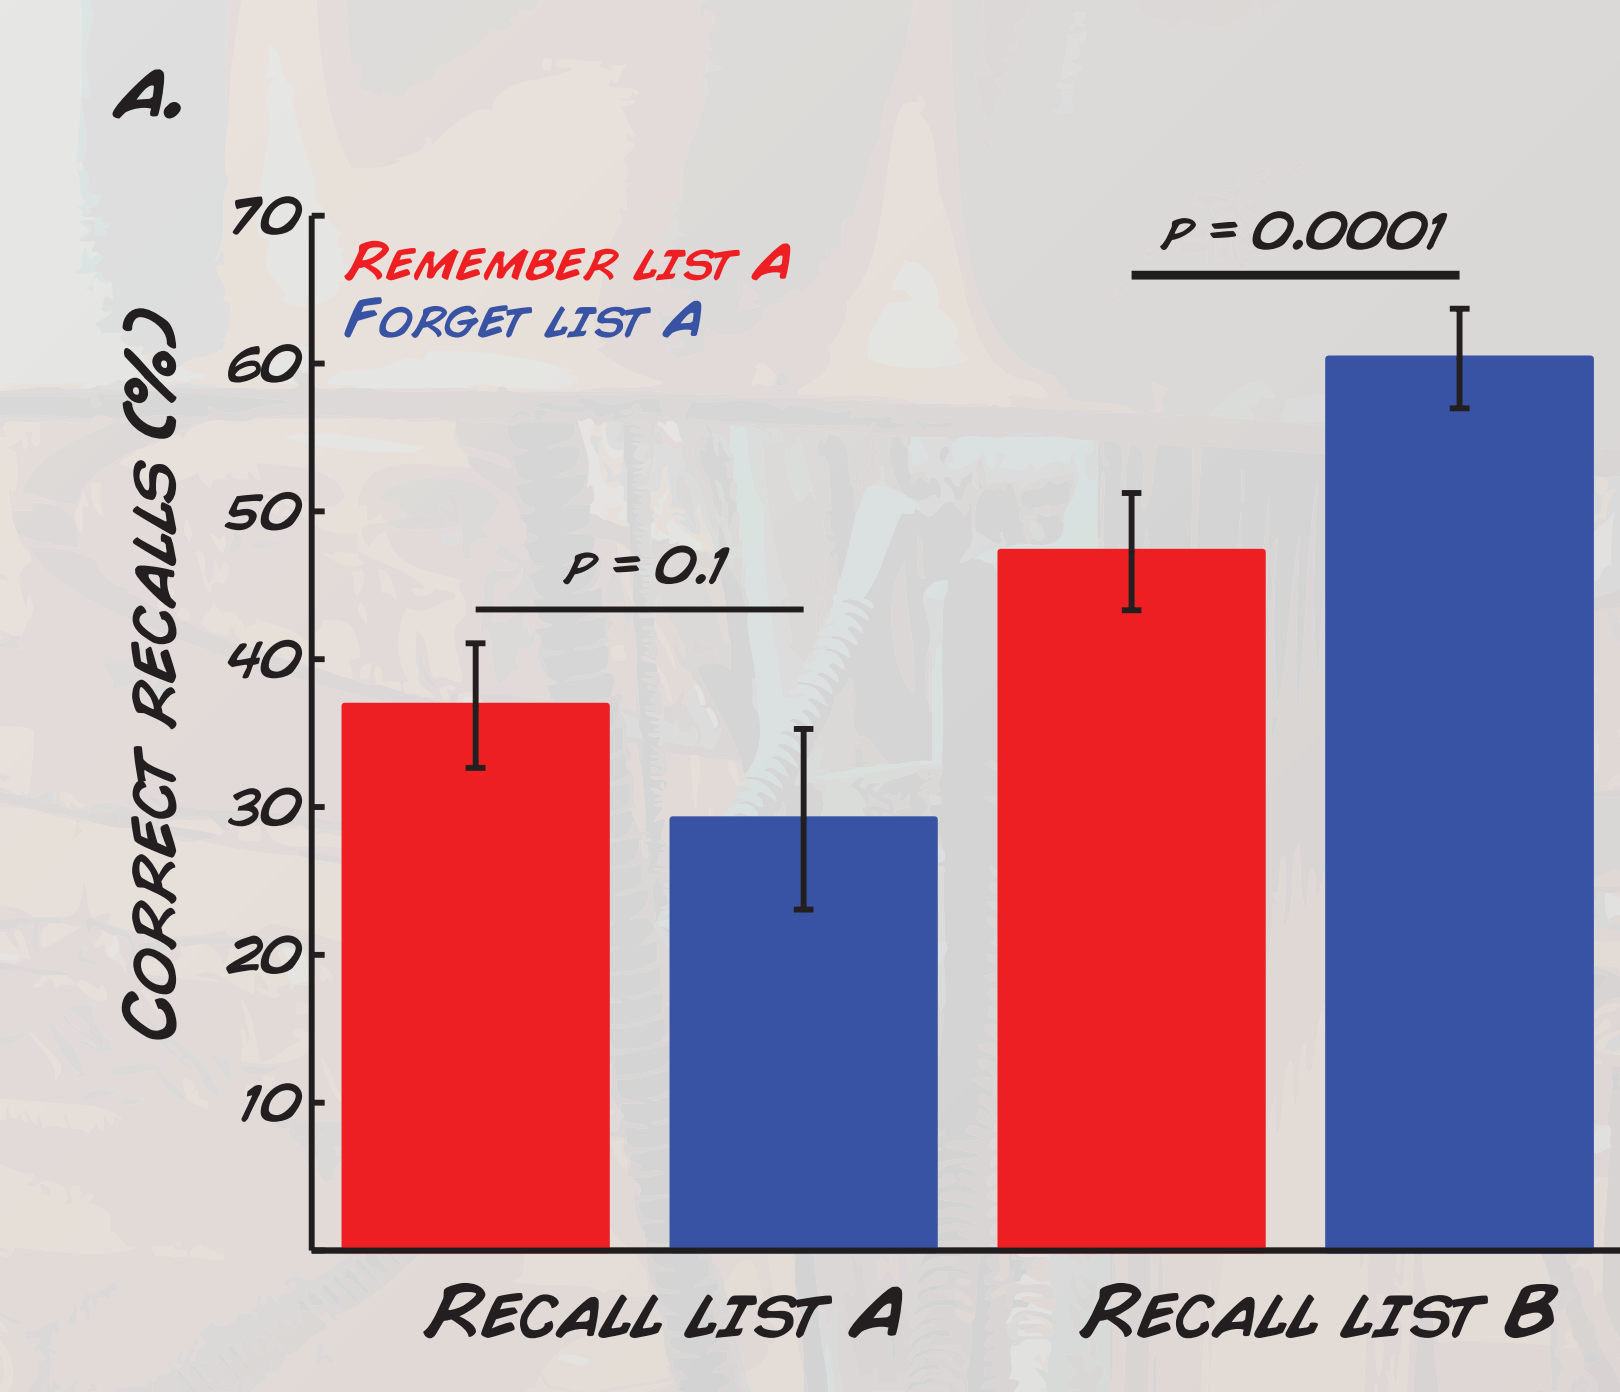 A.
Correct recalls (%)
70
60
50
40
30
20
10
Remember list A
Forget list A
p = 0.1
p = 0.0001
Recall list A
Recall list B